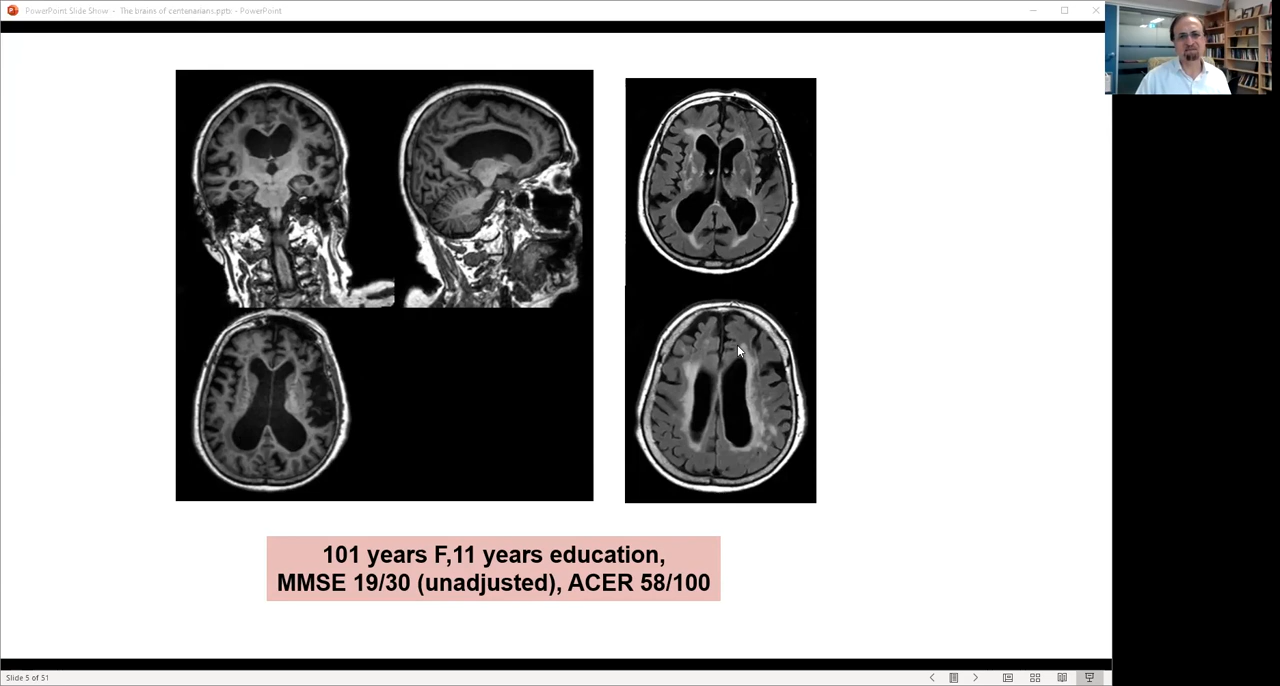 PowerPoint Slide Show - The brains of centenarians.pptx - PowerPoint
101 years F,11 years education,
MMSE 19/30 (unadjusted), ACER 58/100
Slide 5 of 51